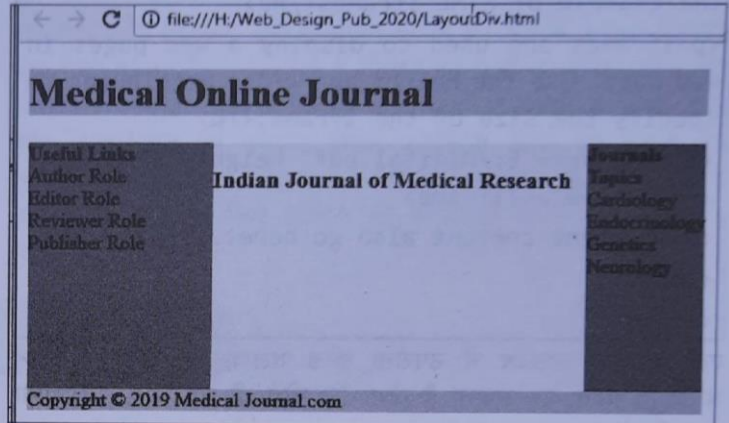 file:///H:/Web_Design_Pub_2020/LayoutDiv.html
Medical Online Journal
Useful Links
Author Role
Editor Role
Reviewer Role
Publisher Role
Indian Journal of Medical Research
Journals
Topics
Cardiology
Endocrinology
Genetics
Neurology
Copyright © 2019 Medical Journal.com